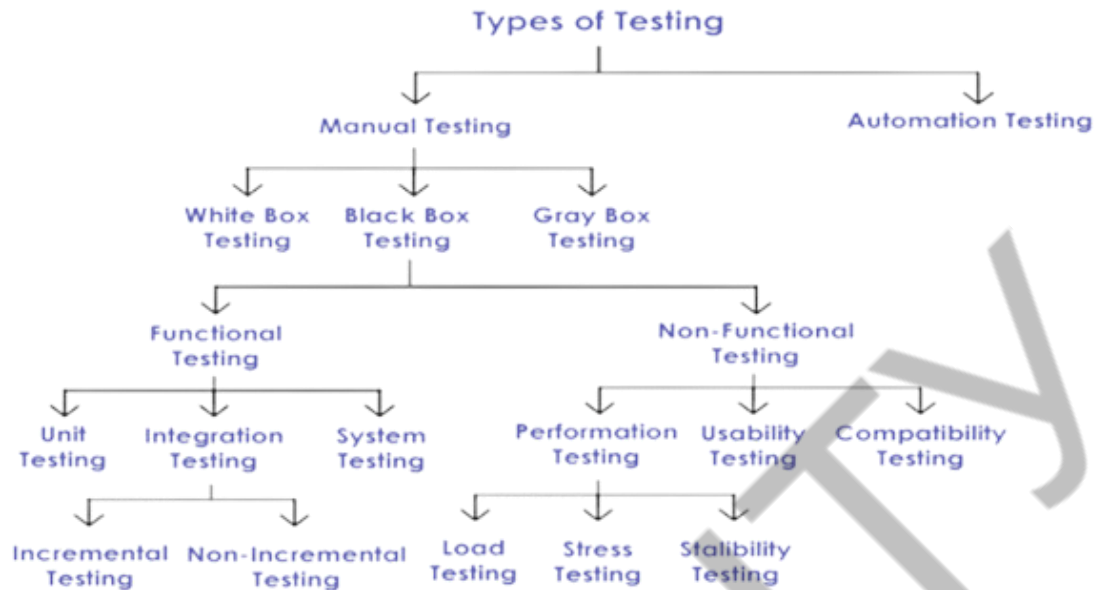 Types of Testing
Manual Testing
Automation Testing
White Box
Testing
Black Box
Testing
Gray Box
Testing
Functional
Testing
Non-Functional
Testing
Unit
Testing
Integration
Testing
System
Testing
Performation
Testing
Usability
Testing
Compatibility
Testing
Incremental
Testing
Non-Incremental
Testing
Load
Testing
Stress
Testing
Stalibility
Testing